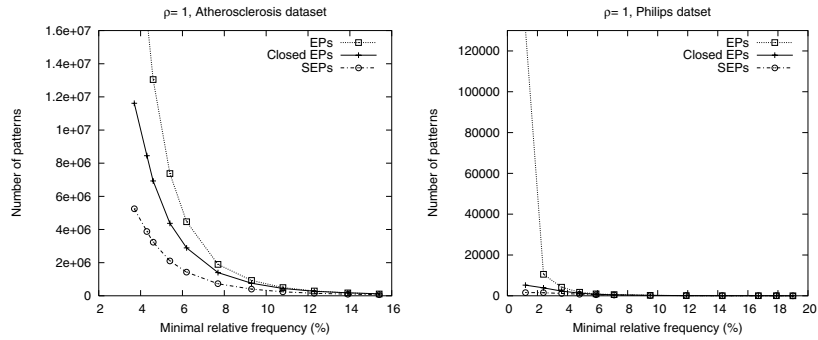 ρ= 1, Atherosclerosis dataset
1.6e+07
1.4e+07
1.2e+07
1e+07
8e+06
6e+06
4e+06
2e+06
0
Number of patterns
EPs
Closed EPs
SEPs
2 4 6 8 10 12 14 16
Minimal relative frequency (%)
ρ= 1, Philips datset
120000
100000
80000
60000
40000
20000
0
Number of patterns
EPs
Closed EPs
SEPs
0 2 4 6 8 10 12 14 16 18 20
Minimal relative frequency (%)